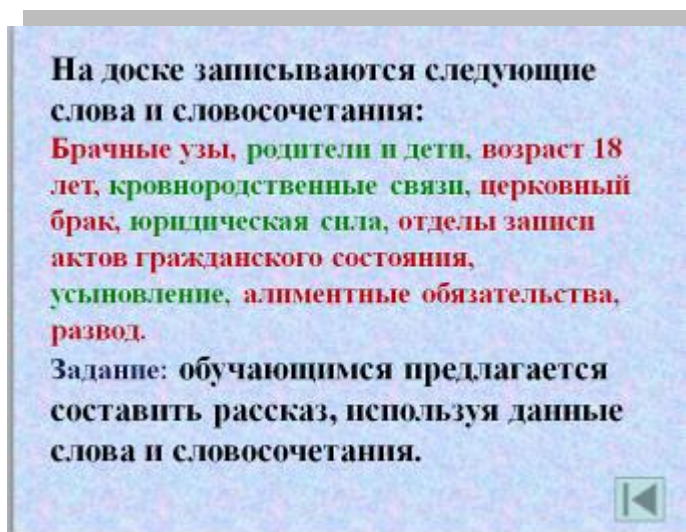 На доске записываются следующие
слова и словосочетания:
Брачные узы, родители и дети, возраст 18
лет, кровнородственные связи, церковный
брак, юридическая сила, отделы записи
актов гражданского состояния,
усыновление, алиментные обязательства,
развод.
Задание: обучающимся предлагается
составить рассказ, используя данные
слова и словосочетания.